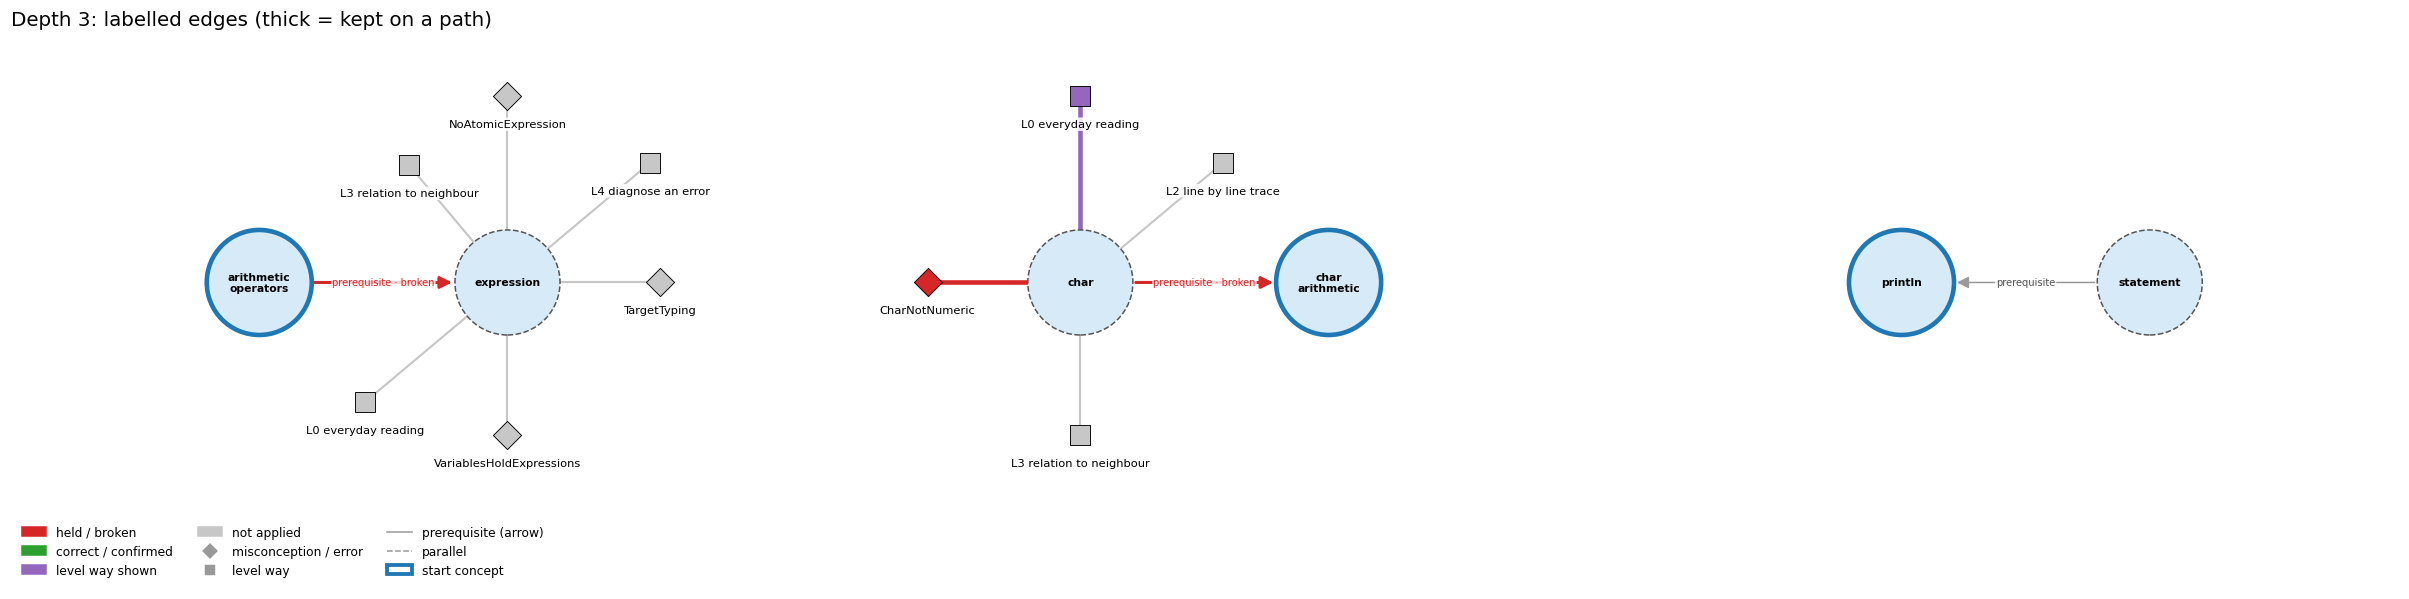 Depth 3: labelled edges (thick = kept on a path)
NoAtomicExpression
L3 relation to neighbour
L4 diagnose an error
arithmetic
operators
prerequisite · broken
expression
TargetTyping
L0 everyday reading
VariablesHoldExpressions
L0 everyday reading
L2 line by line trace
CharNotNumeric
char
prerequisite · broken
char
arithmetic
L3 relation to neighbour
println
prerequisite
statement
held / broken
correct / confirmed
level way shown
not applied
misconception / error
level way
prerequisite (arrow)
parallel
start concept